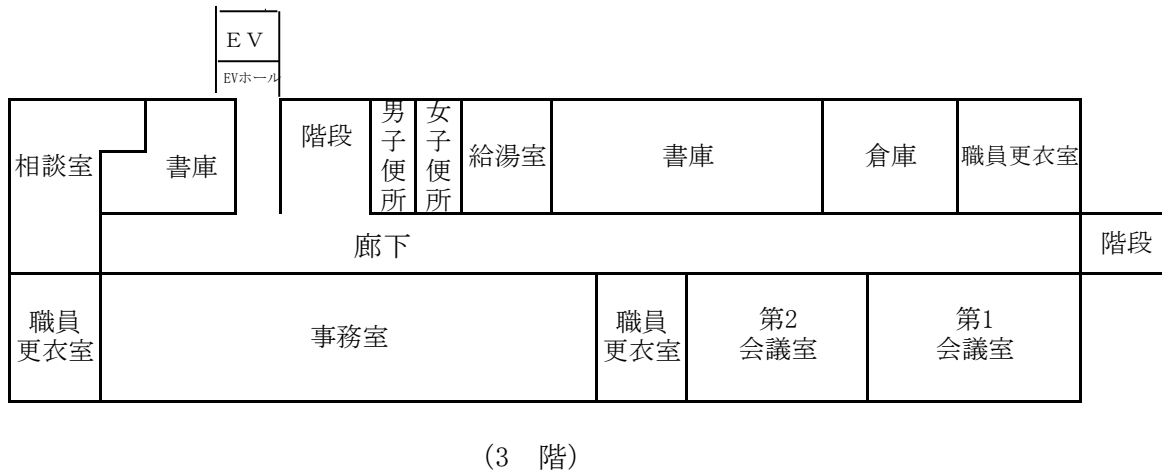 ＥＶ
EVホール
相談室
書庫
階段
男子便所
女子便所
給湯室
書庫
倉庫
職員更衣室
廊下
階段
職員
更衣室
事務室
職員
更衣室
第2
会議室
第1
会議室
(3　階)